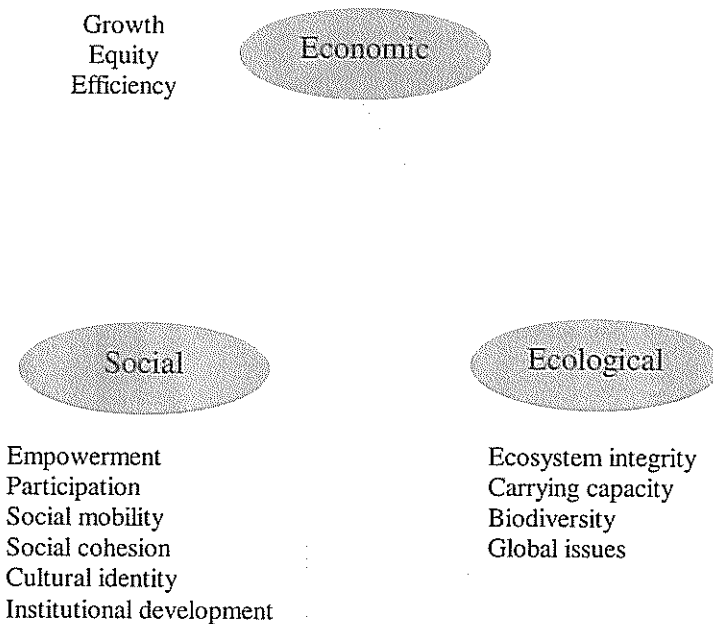 Growth
Equity
Efficiency
Economic
Social
Ecological
Empowerment
Participation
Social mobility
Social cohesion
Cultural identity
Institutional development
Ecosystem integrity
Carrying capacity
Biodiversity
Global issues